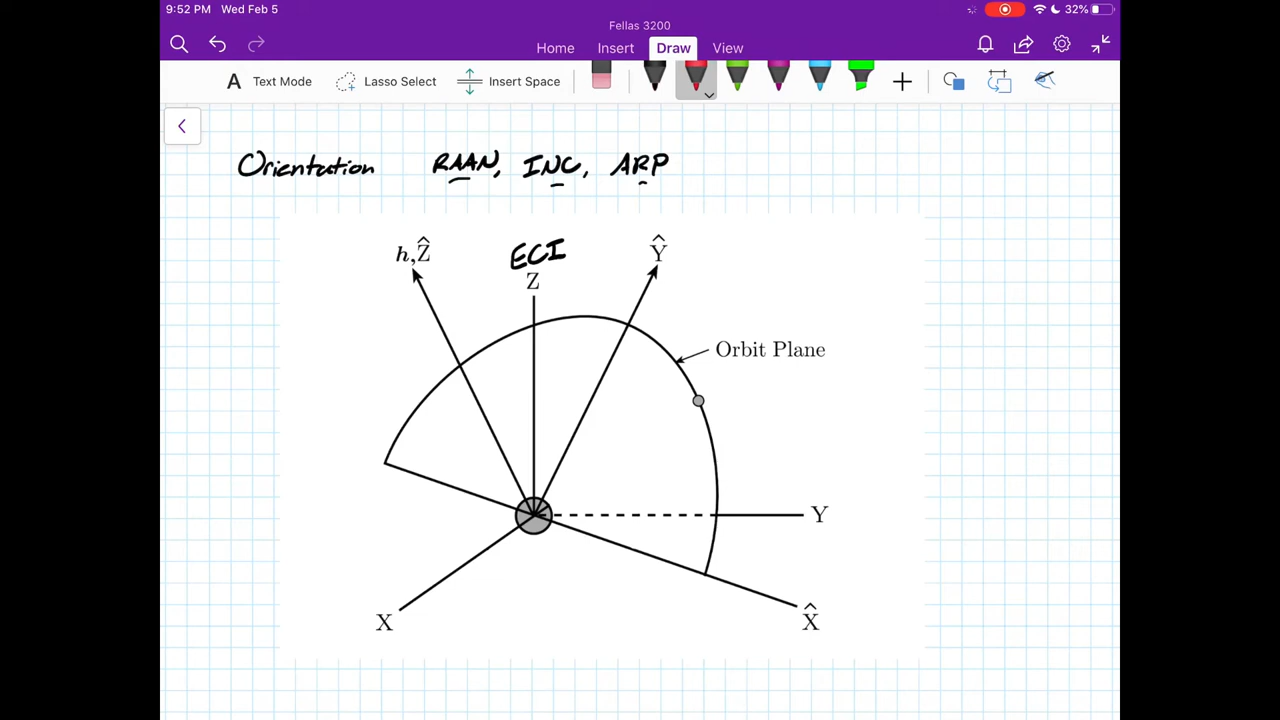 9:52 PM Wed Feb 5
32%
Fellas 3200
Home Insert Draw View
A Text Mode Lasso Select Insert Space
Orientation RAAN, INC, ARP
h,Ẑ ECI Ŷ
Z
Orbit Plane
Y
X X̂